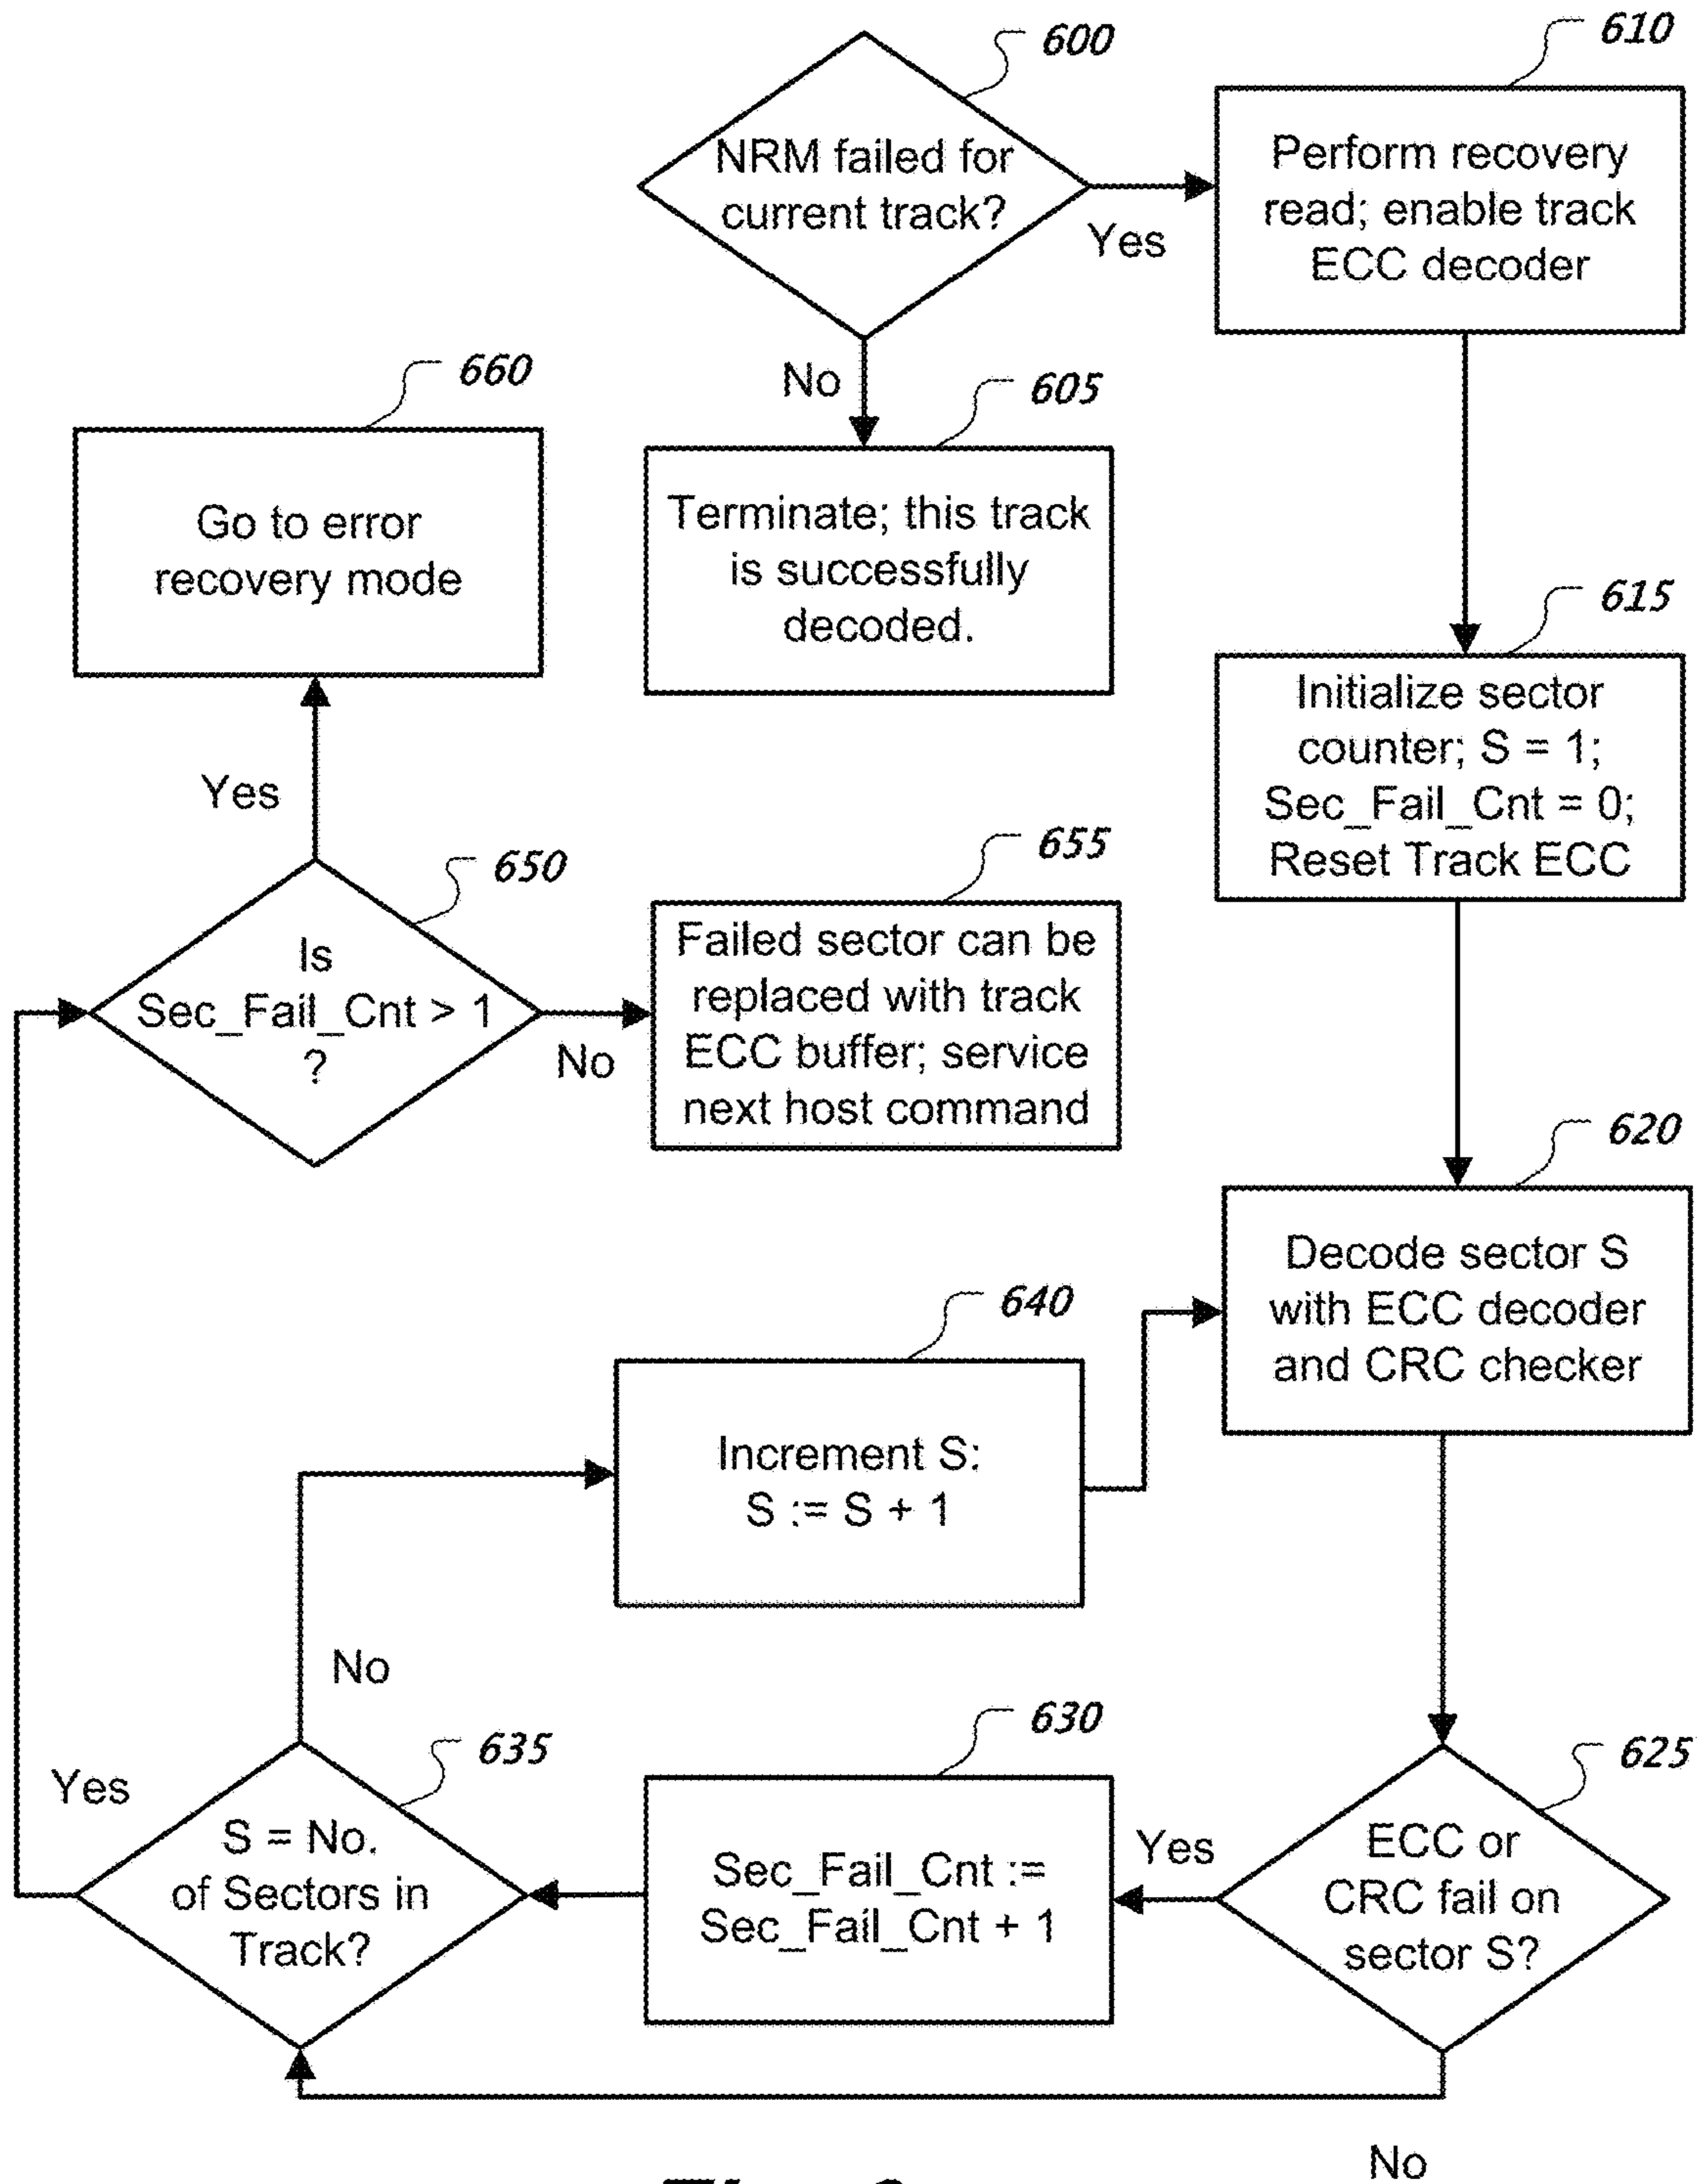 600
NRM failed for
current track?
Yes
No
610
Perform recovery
read; enable track
ECC decoder
605
Terminate; this track
is successfully
decoded.
615
Initialize sector
counter; S = 1;
Sec_Fail_Cnt = 0;
Reset Track ECC
660
Go to error
recovery mode
Yes
650
Is
Sec_Fail_Cnt > 1
?
No
655
Failed sector can be
replaced with track
ECC buffer; service
next host command
620
Decode sector S
with ECC decoder
and CRC checker
640
Increment S:
S := S + 1
No
Yes
635
S = No.
of Sectors in
Track?
630
Sec_Fail_Cnt :=
Sec_Fail_Cnt + 1
Yes
625
ECC or
CRC fail on
sector S?
No